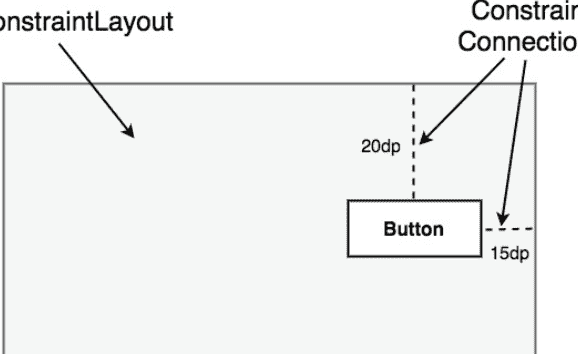 onstraintLayout
Constrain
Connectio
20dp
Button
15dp